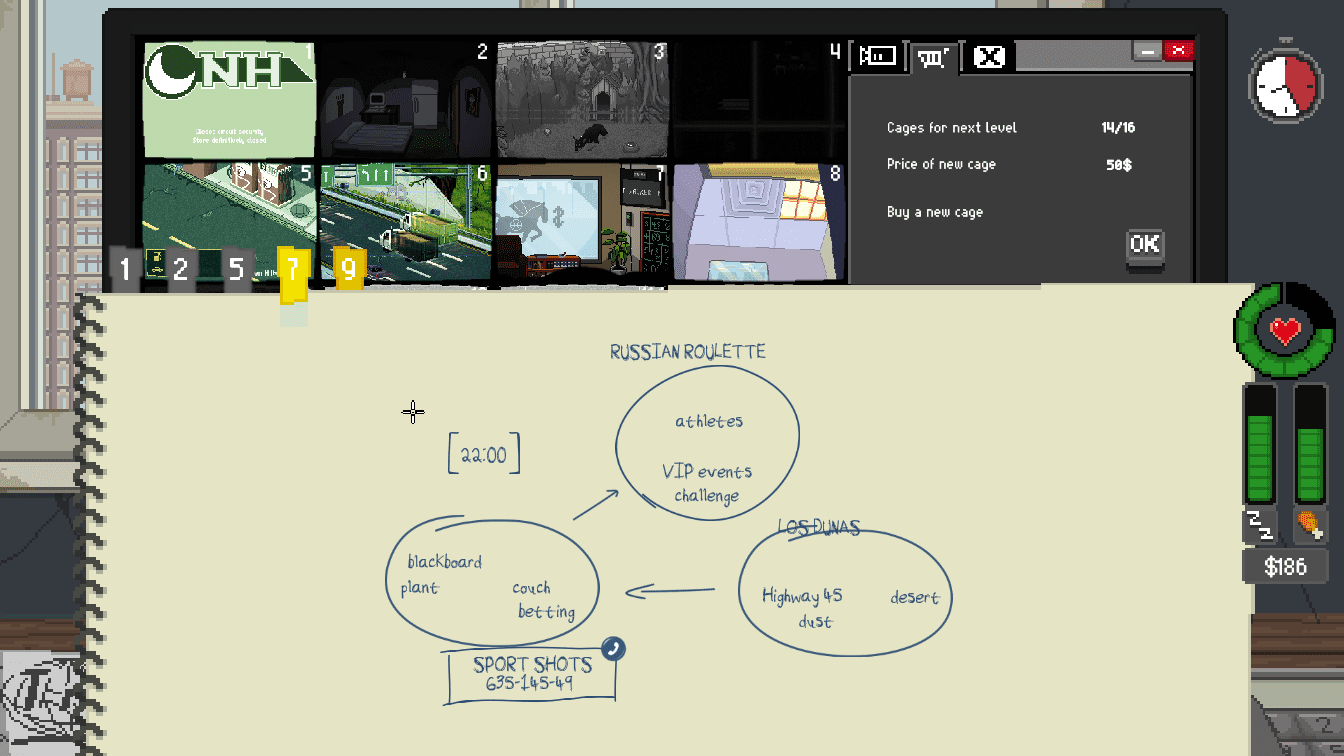 1
NH
Closed circuit security
Store definitively closed
2
3
4
5
6
7
8
X
Cages for next level 14/16
Price of new cage 50$
Buy a new cage
OK
1
2
5
7
9
RUSSIAN ROULETTE
athletes
VIP events
challenge
[22:00]
LOS DUNAS
blackboard
plant
couch
betting
Highway 45
dust
desert
SPORT SHOTS
635-145-49
$186